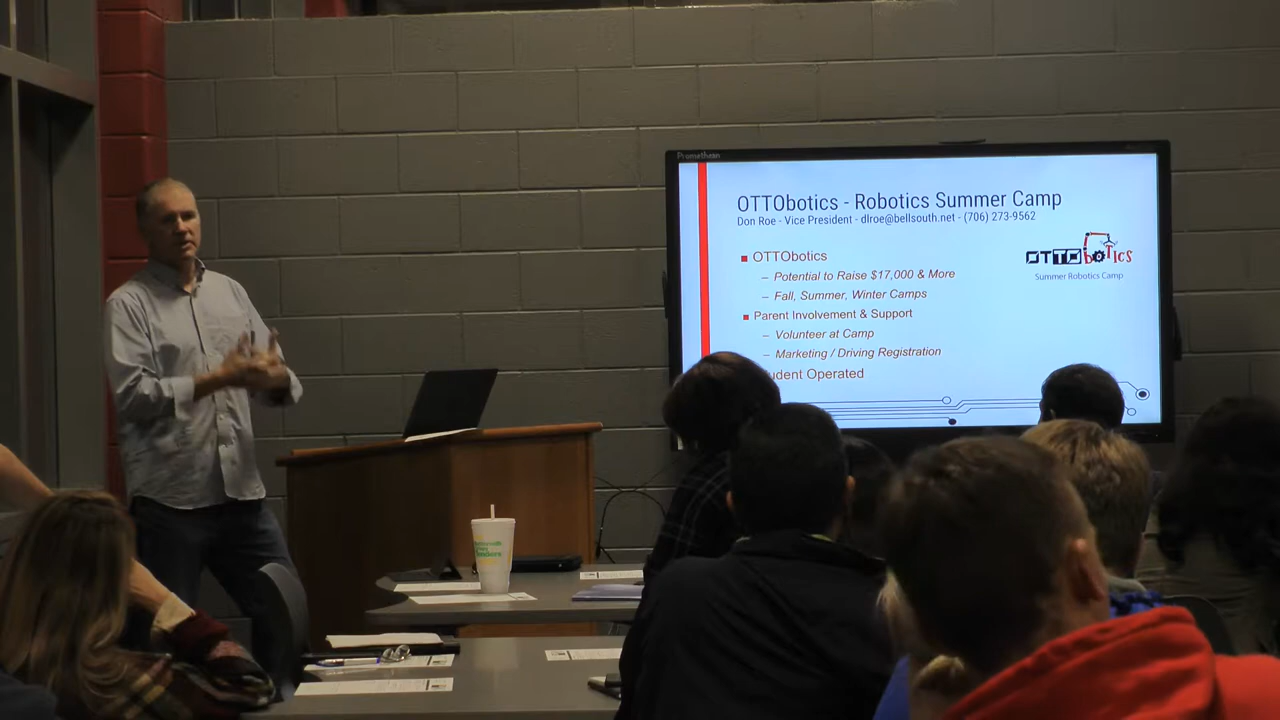 Promethean
OTTObotics - Robotics Summer Camp
Don Roe - Vice President - dlroe@bellsouth.net - (706) 273-9562
OTTObotics
– Potential to Raise $17,000 & More
– Fall, Summer, Winter Camps
Parent Involvement & Support
– Volunteer at Camp
– Marketing / Driving Registration
udent Operated
OTTObOTICS
Summer Robotics Camp